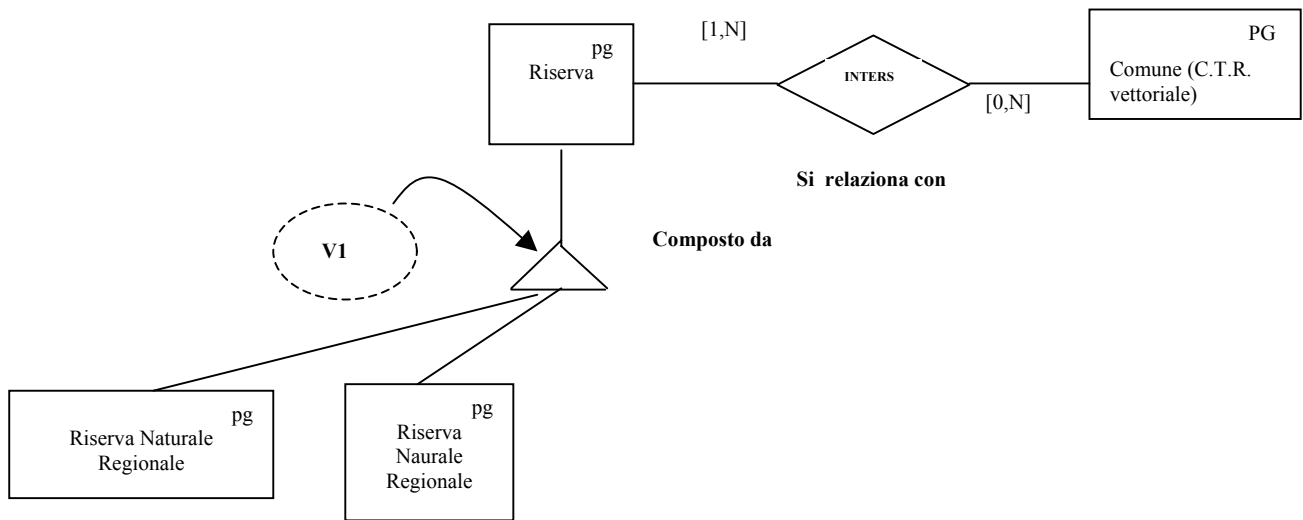 pg
Riserva
[1,N]
INTERS
[0,N]
PG
Comune (C.T.R.
vettoriale)
Si relaziona con
V1
Composto da
pg
Riserva Naturale
Regionale
pg
Riserva
Naurale
Regionale